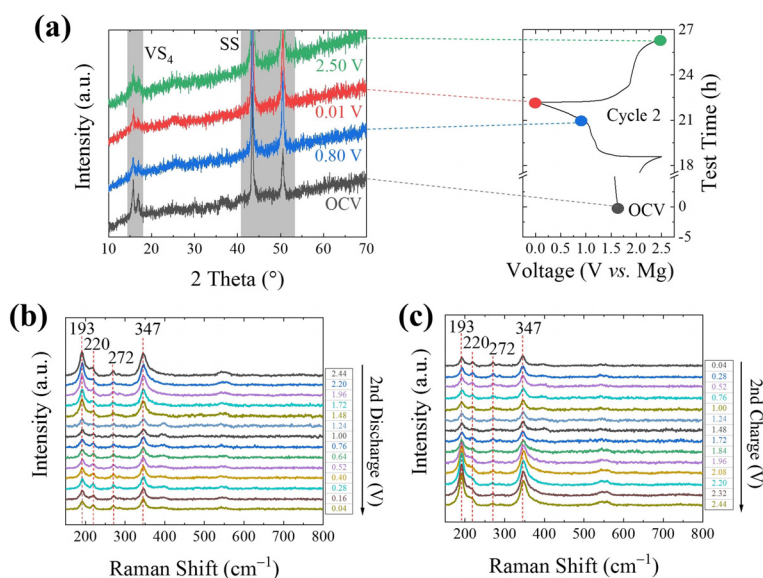 (a)
VS4
SS
2.50 V
0.01 V
0.80 V
OCV
Intensity (a.u.)
10 20 30 40 50 60 70
2 Theta (°)
Cycle 2
OCV
27
24
21
18
0
-5
Test Time (h)
0.0 1.0 2.0 2.5
Voltage (V vs. Mg)
(b)
193
220
272
347
Intensity (a.u.)
2.44
2.20
1.96
1.72
1.48
1.24
1.00
0.76
0.64
0.52
0.40
0.28
0.16
0.04
2nd Discharge (V)
200 300 400 500 600 700 800
Raman Shift (cm−1)
(c)
193
220
272
347
Intensity (a.u.)
0.04
0.28
0.52
0.76
1.00
1.24
1.48
1.72
1.84
1.96
2.08
2.20
2.32
2.44
2nd Charge (V)
200 300 400 500 600 700 800
Raman Shift (cm−1)